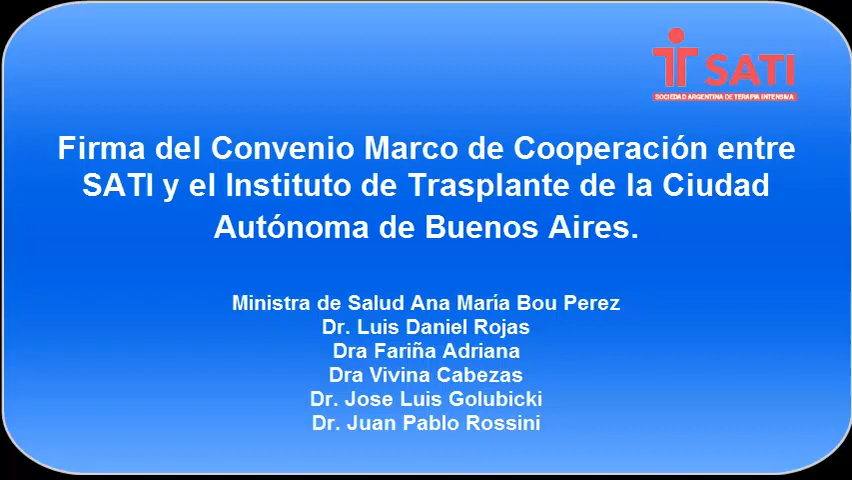 SATI
SOCIEDAD ARGENTINA DE TERAPIA INTENSIVA
Firma del Convenio Marco de Cooperación entre
SATI y el Instituto de Trasplante de la Ciudad
Autónoma de Buenos Aires.
Ministra de Salud Ana María Bou Perez
Dr. Luis Daniel Rojas
Dra Fariña Adriana
Dra Vivina Cabezas
Dr. Jose Luis Golubicki
Dr. Juan Pablo Rossini